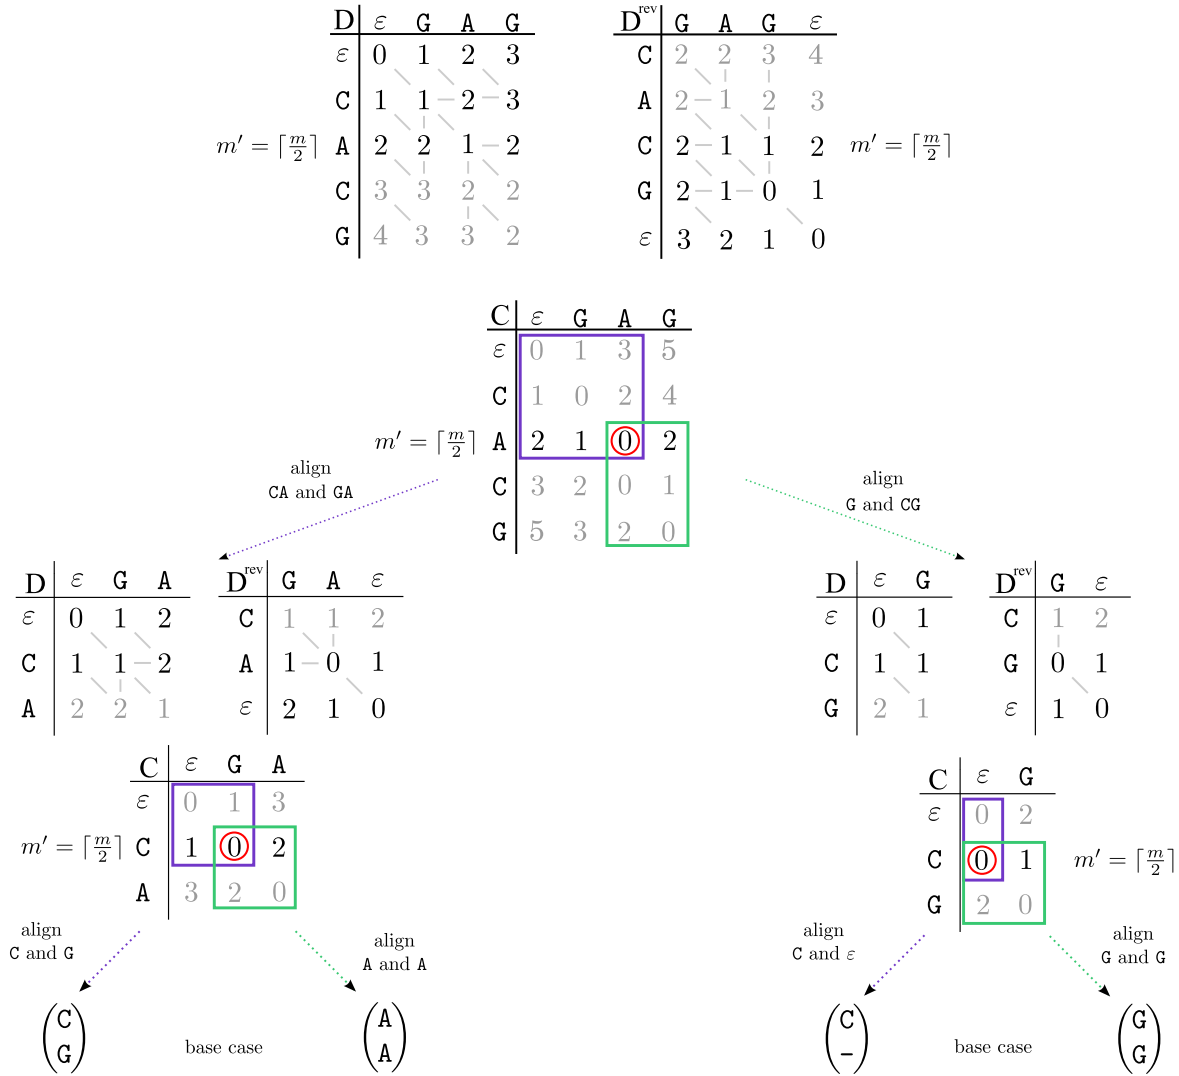 D ε G A G
ε 0 1 2 3
C 1 1 2 3
m′ = ⌈m/2⌉ A 2 2 1 2
C 3 3 2 2
G 4 3 3 2
D^rev G A G ε
C 2 2 3 4
A 2 1 2 3
C 2 1 1 2 m′ = ⌈m/2⌉
G 2 1 0 1
ε 3 2 1 0
C ε G A G
ε 0 1 3 5
C 1 0 2 4
m′ = ⌈m/2⌉ A 2 1 0 2
C 3 2 0 1
G 5 3 2 0
align
CA and GA
align
G and CG
D ε G A
ε 0 1 2
C 1 1 2
A 2 2 1
D^rev G A ε
C 1 1 2
A 1 0 1
ε 2 1 0
D ε G
ε 0 1
C 1 1
G 2 1
D^rev G ε
C 1 2
G 0 1
ε 1 0
C ε G A
ε 0 1 3
m′ = ⌈m/2⌉ C 1 0 2
A 3 2 0
C ε G
ε 0 2
C 0 1 m′ = ⌈m/2⌉
G 2 0
align
C and G
align
A and A
align
C and ε
align
G and G
C
G
base case
A
A
C
-
base case
G
G